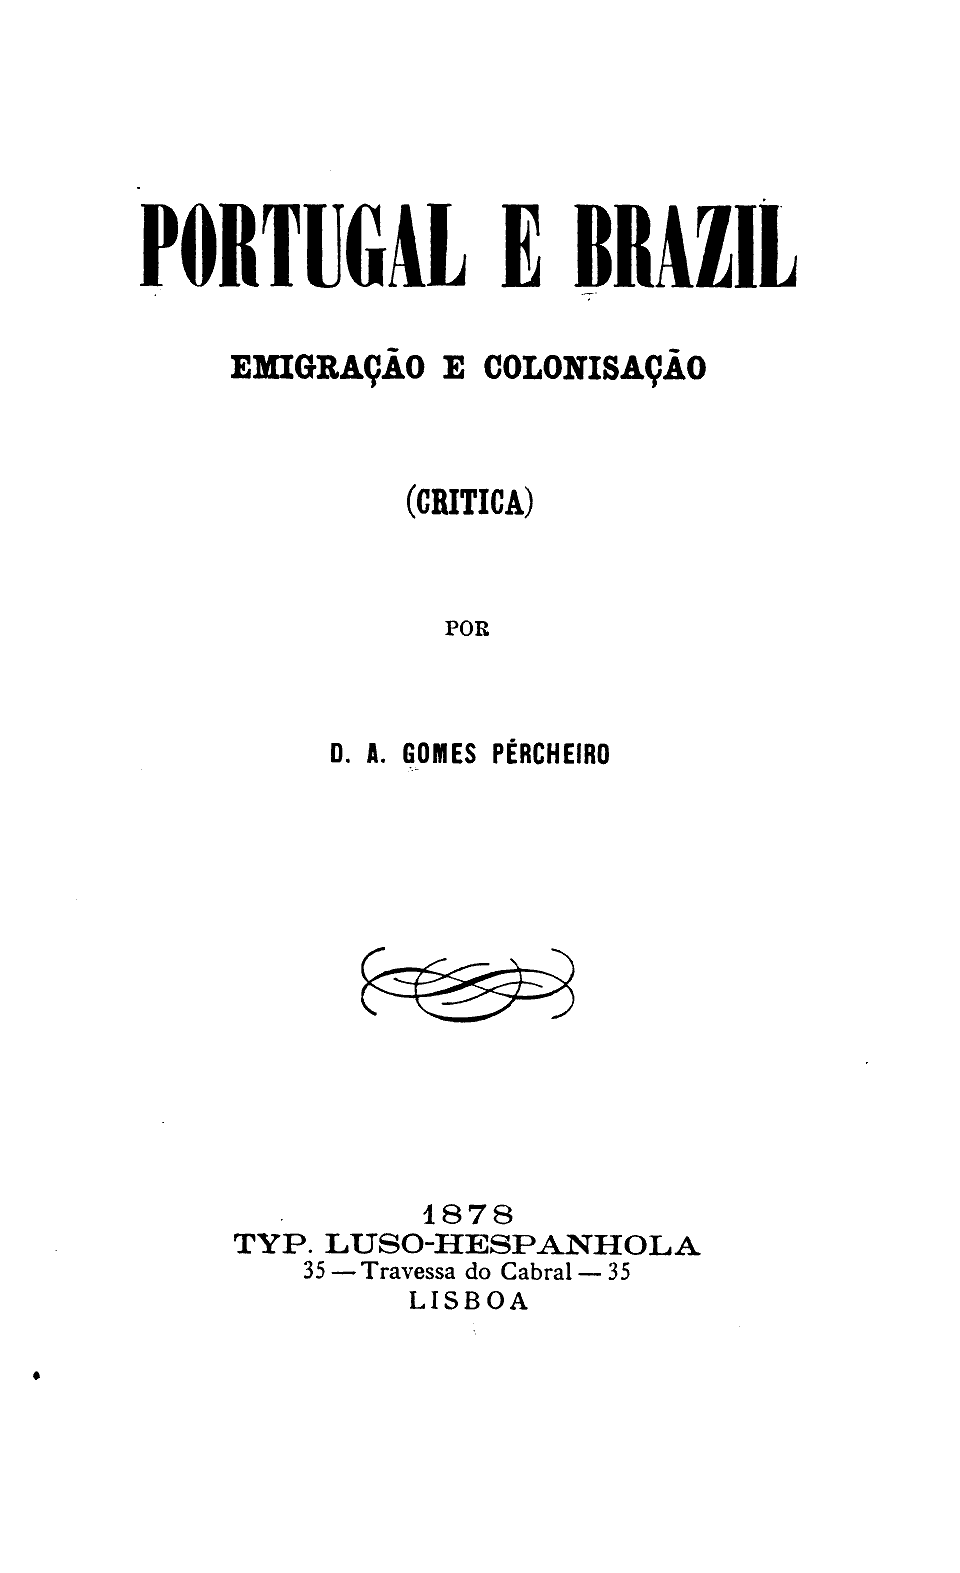 PORTUGAL E BRAZIL
EMIGRAÇÃO E COLONISAÇÃO
(CRITICA)
POR
D. A. GOMES PÉRCHEIRO
1878
TYP. LUSO-HESPANHOLA
35 — Travessa do Cabral — 35
LISBOA